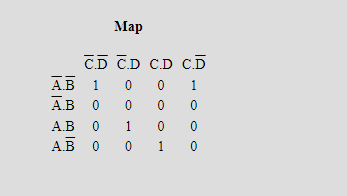 Map
C̅.D̅ C̅.D C.D C.D̅
A̅.B̅ 1 0 0 1
A̅.B 0 0 0 0
A.B 0 1 0 0
A.B̅ 0 0 1 0